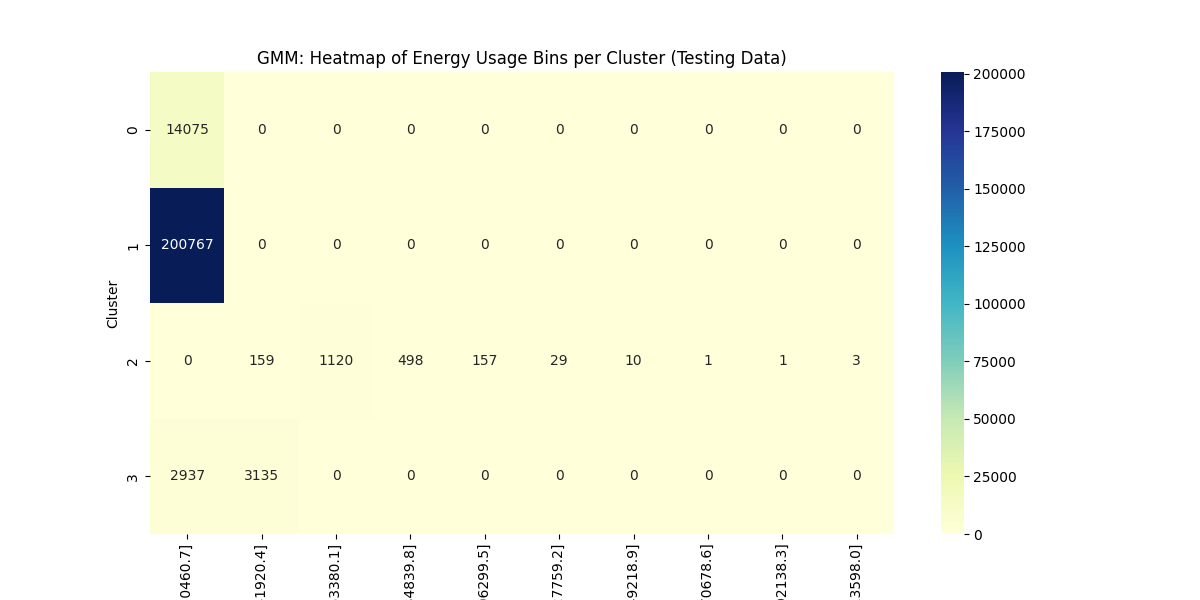 GMM: Heatmap of Energy Usage Bins per Cluster (Testing Data)
200000
175000
150000
125000
100000
75000
50000
25000
0
Cluster
0 14075 0 0 0 0 0 0 0 0 0
1 200767 0 0 0 0 0 0 0 0 0
2 0 159 1120 498 157 29 10 1 1 3
3 2937 3135 0 0 0 0 0 0 0 0
0460.7] 1920.4] 3380.1] 4839.8] 6299.5] 7759.2] 9218.9] 0678.6] 2138.3] 3598.0]